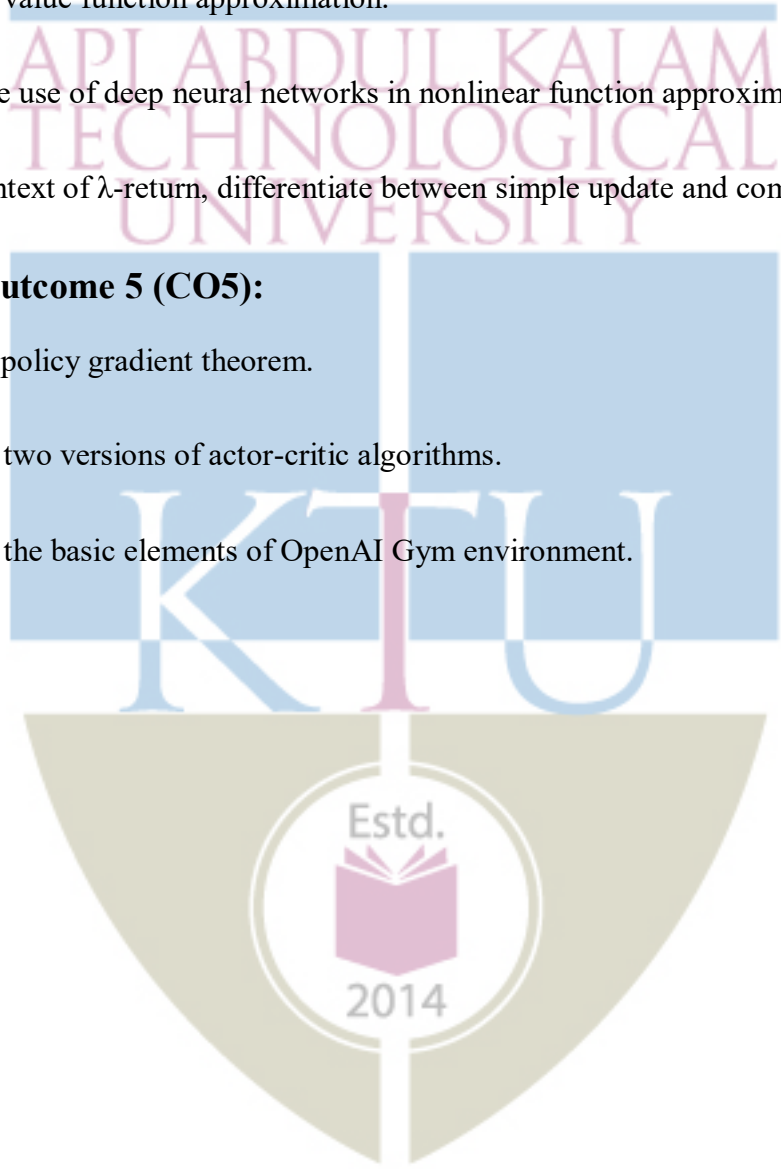 value function approximation.
API ABDUL KALAM
e use of deep neural networks in nonlinear function approxim
TECHNOLOGICAL
ntext of λ-return, differentiate between simple update and com
UNIVERSITY
utcome 5 (CO5):
policy gradient theorem.
two versions of actor-critic algorithms.
the basic elements of OpenAI Gym environment.
KTU
Estd.
2014